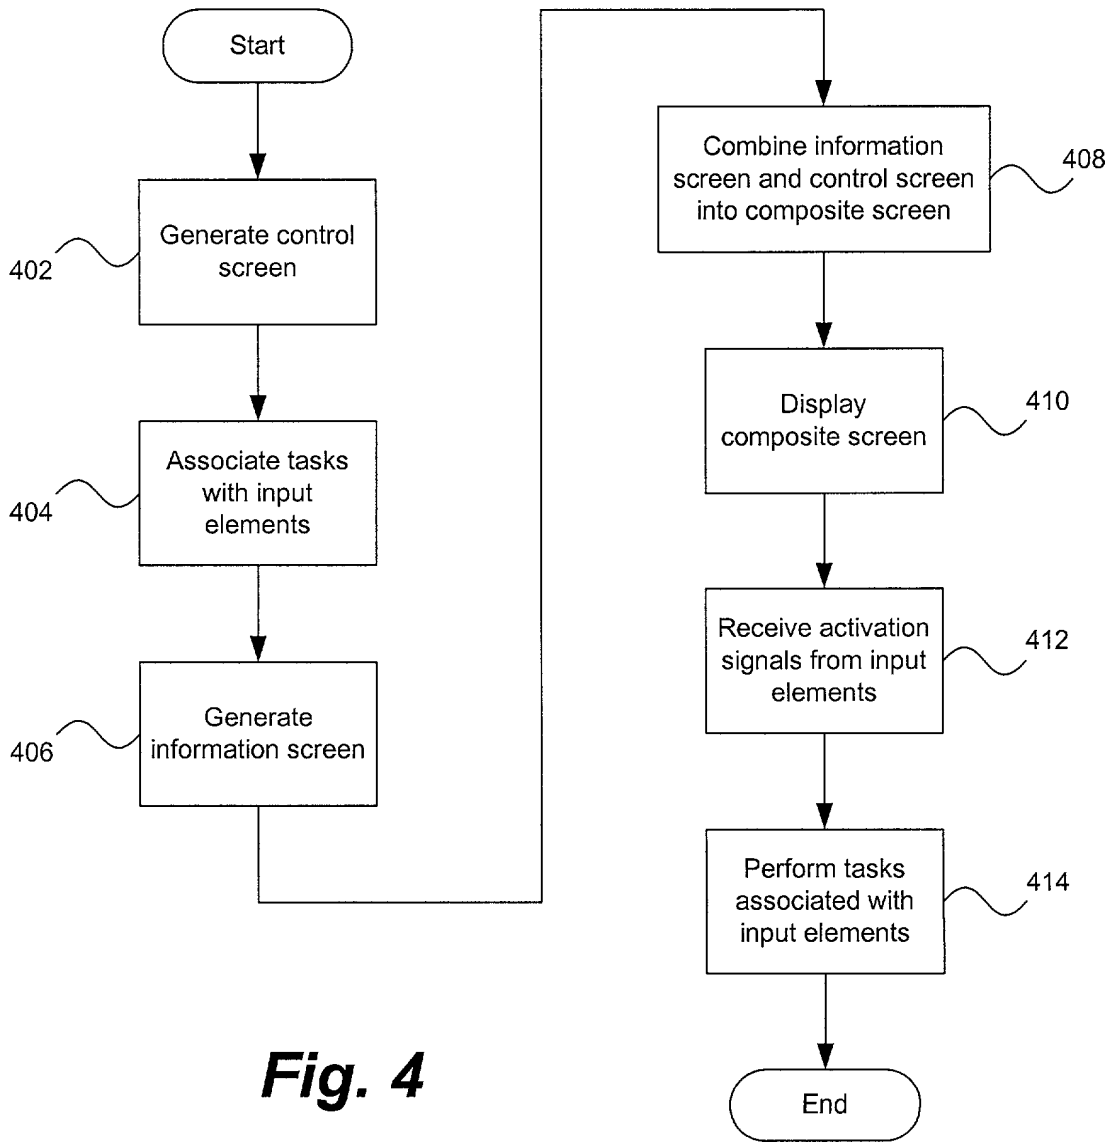 Start
Generate control
screen
402
Associate tasks
with input
elements
404
Generate
information screen
406
Combine information
screen and control screen
into composite screen
408
Display
composite screen
410
Receive activation
signals from input
elements
412
Perform tasks
associated with
input elements
414
End
Fig. 4